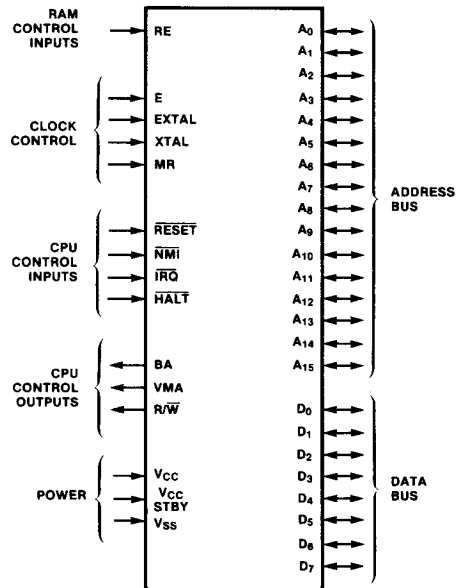 RAM
CONTROL
INPUTS
RE
CLOCK
CONTROL
E
EXTAL
XTAL
MR
CPU
CONTROL
INPUTS
RESET
NMI
IRQ
HALT
CPU
CONTROL
OUTPUTS
BA
VMA
R/W
POWER
VCC
VCC
STBY
VSS
A0
A1
A2
A3
A4
A5
A6
A7
A8
A9
A10
A11
A12
A13
A14
A15
ADDRESS
BUS
D0
D1
D2
D3
D4
D5
D6
D7
DATA
BUS